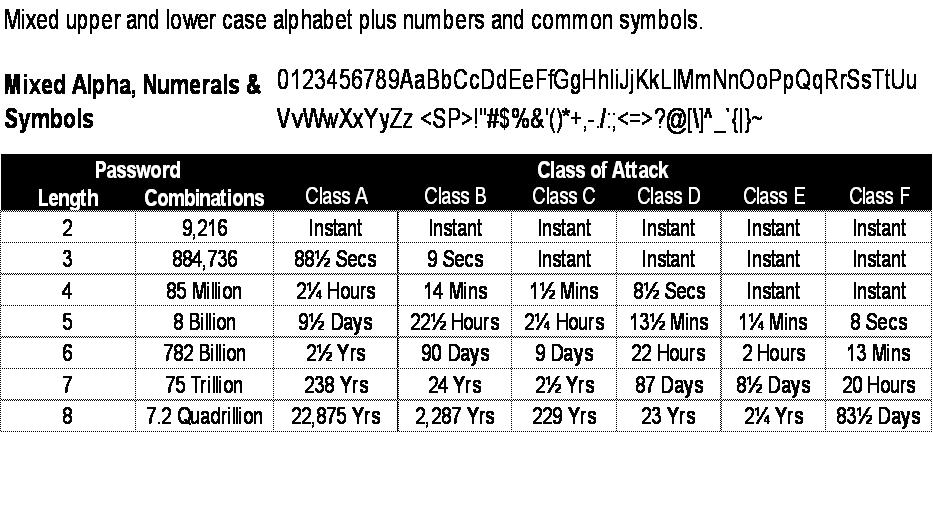 Mixed upper and lower case alphabet plus numbers and common symbols.
Mixed Alpha, Numerals & 0123456789AaBbCcDdEeFfGgHhIiJjKkLlMmNnOoPpQqRrSsTtUu
Symbols VvWwXxYyZz <SP>!"#$%&'()*+,-./:;<=>?@[\]^_`{|}~
Password Class of Attack
Length Combinations Class A Class B Class C Class D Class E Class F
2 9,216 Instant Instant Instant Instant Instant Instant
3 884,736 88½ Secs 9 Secs Instant Instant Instant Instant
4 85 Million 2¼ Hours 14 Mins 1½ Mins 8½ Secs Instant Instant
5 8 Billion 9½ Days 22½ Hours 2¼ Hours 13½ Mins 1¼ Mins 8 Secs
6 782 Billion 2½ Yrs 90 Days 9 Days 22 Hours 2 Hours 13 Mins
7 75 Trillion 238 Yrs 24 Yrs 2½ Yrs 87 Days 8½ Days 20 Hours
8 7.2 Quadrillion 22,875 Yrs 2,287 Yrs 229 Yrs 23 Yrs 2¼ Yrs 83½ Days